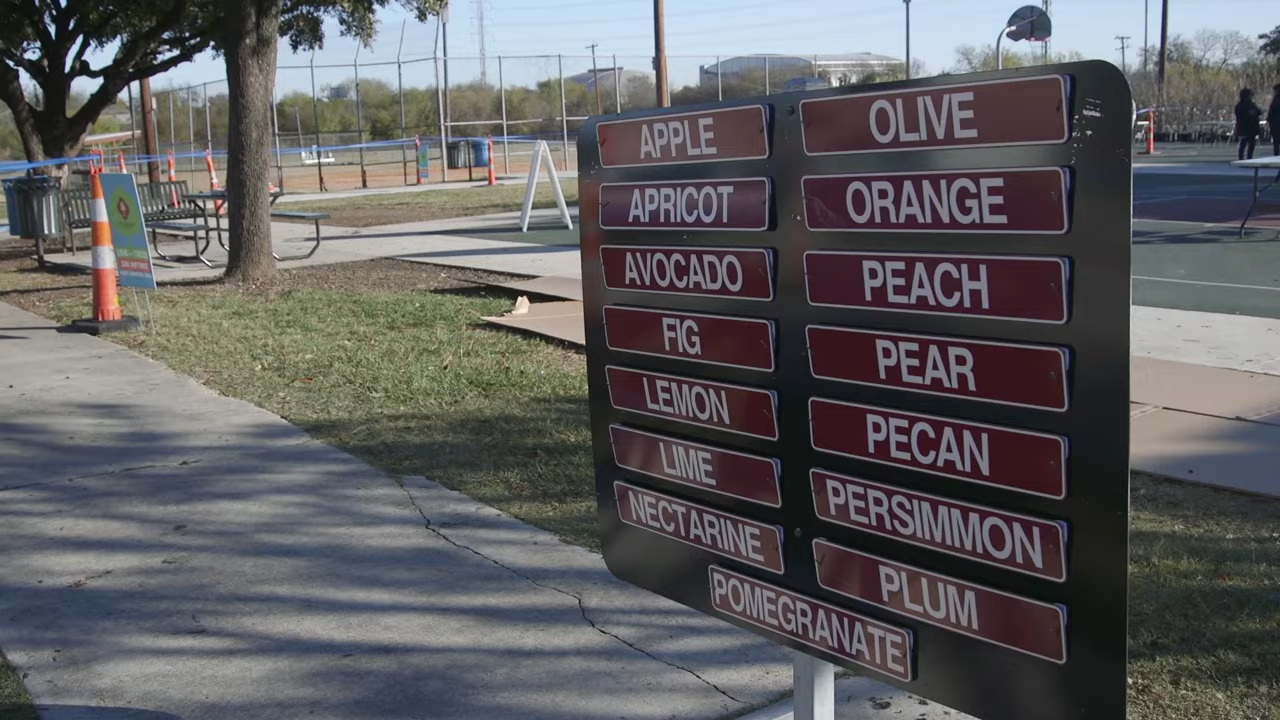 APPLE
APRICOT
AVOCADO
FIG
LEMON
LIME
NECTARINE
OLIVE
ORANGE
PEACH
PEAR
PECAN
PERSIMMON
PLUM
POMEGRANATE